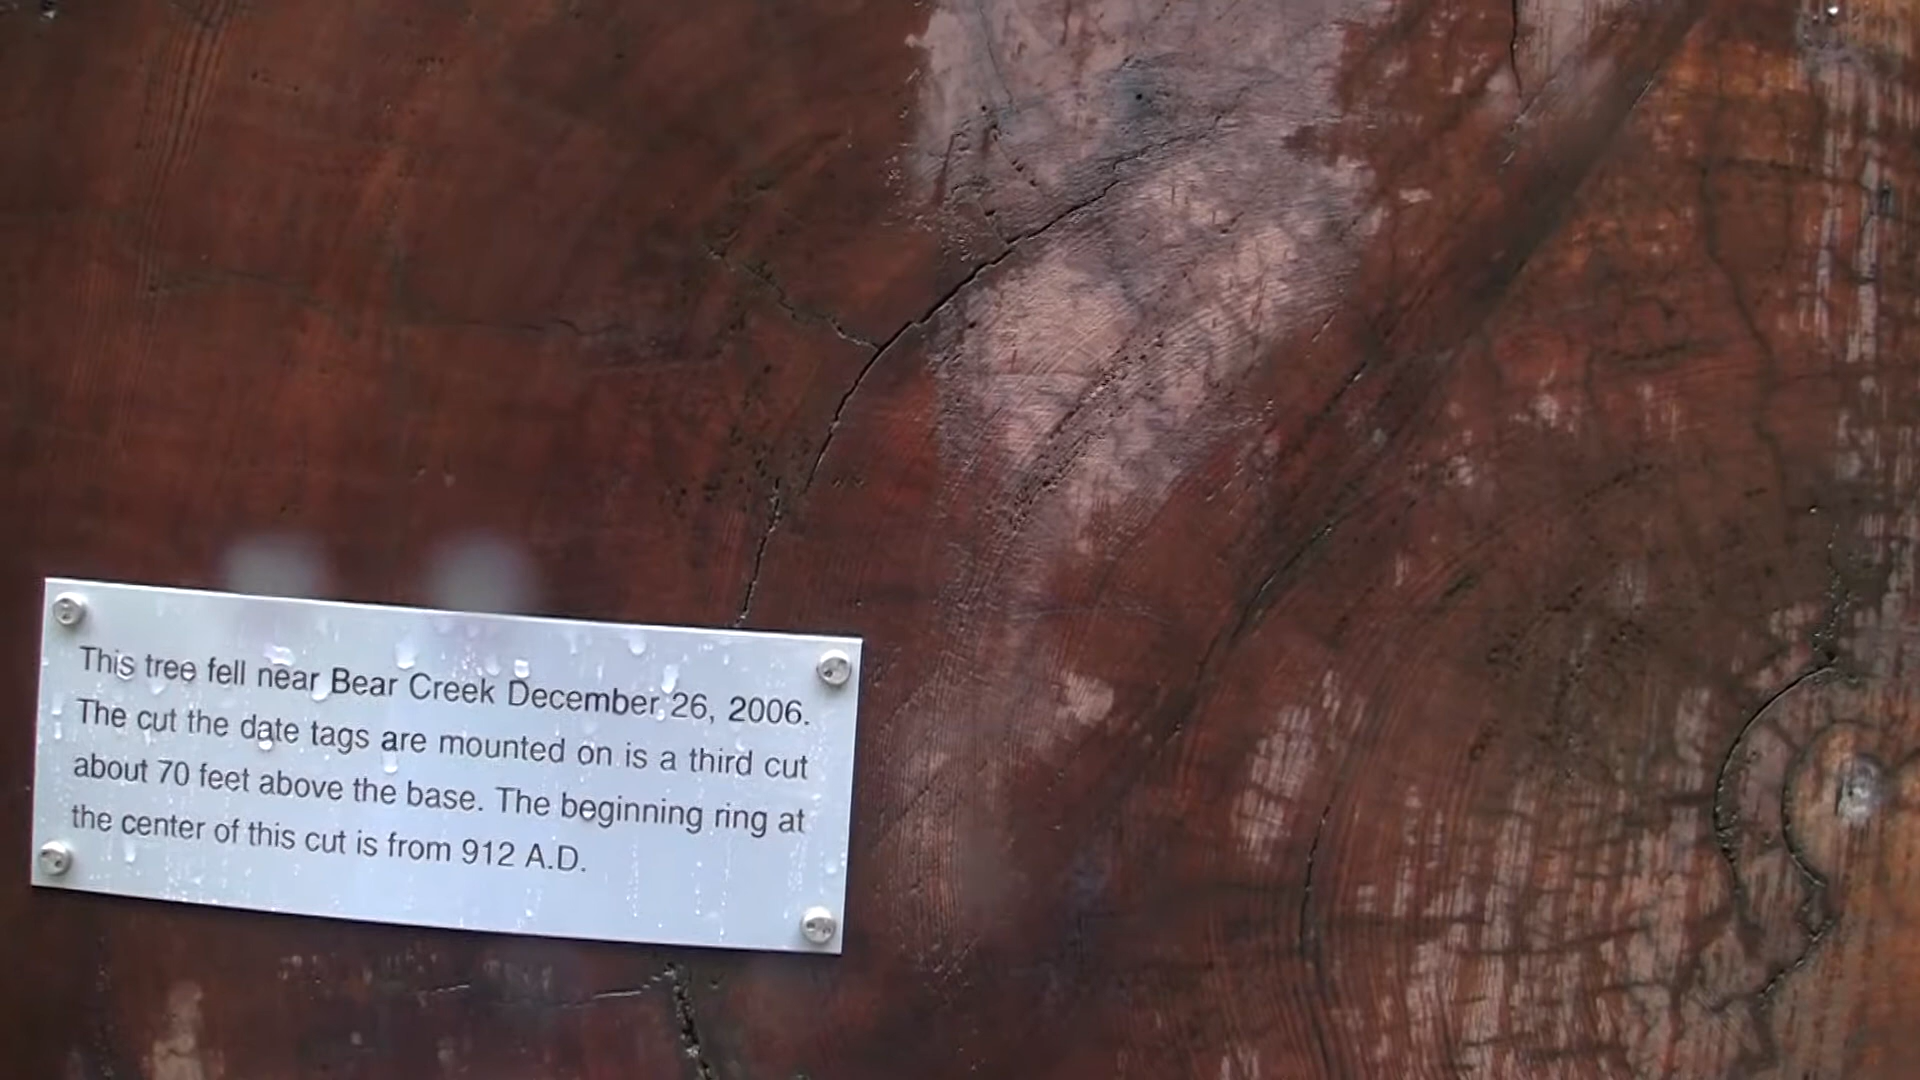 This tree fell near Bear Creek December 26, 2006.
The cut the date tags are mounted on is a third cut
about 70 feet above the base. The beginning ring at
the center of this cut is from 912 A.D.